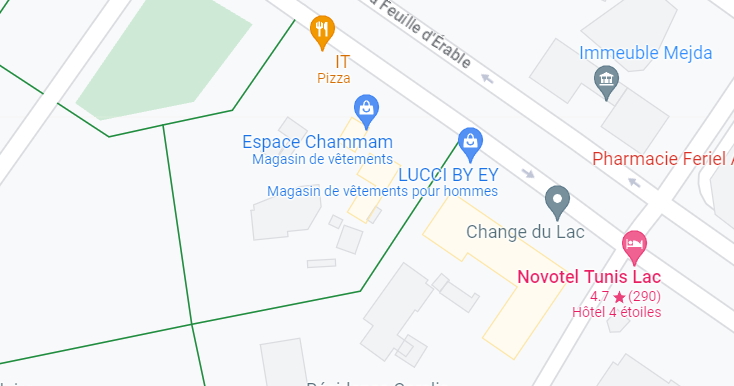 Feuille d'Érable
Immeuble Mejda
IT
Pizza
Espace Chammam
Magasin de vêtements
LUCCI BY EY
Magasin de vêtements pour hommes
Pharmacie Feriel A
Change du Lac
Novotel Tunis Lac
4.7 ★ (290)
Hôtel 4 étoiles